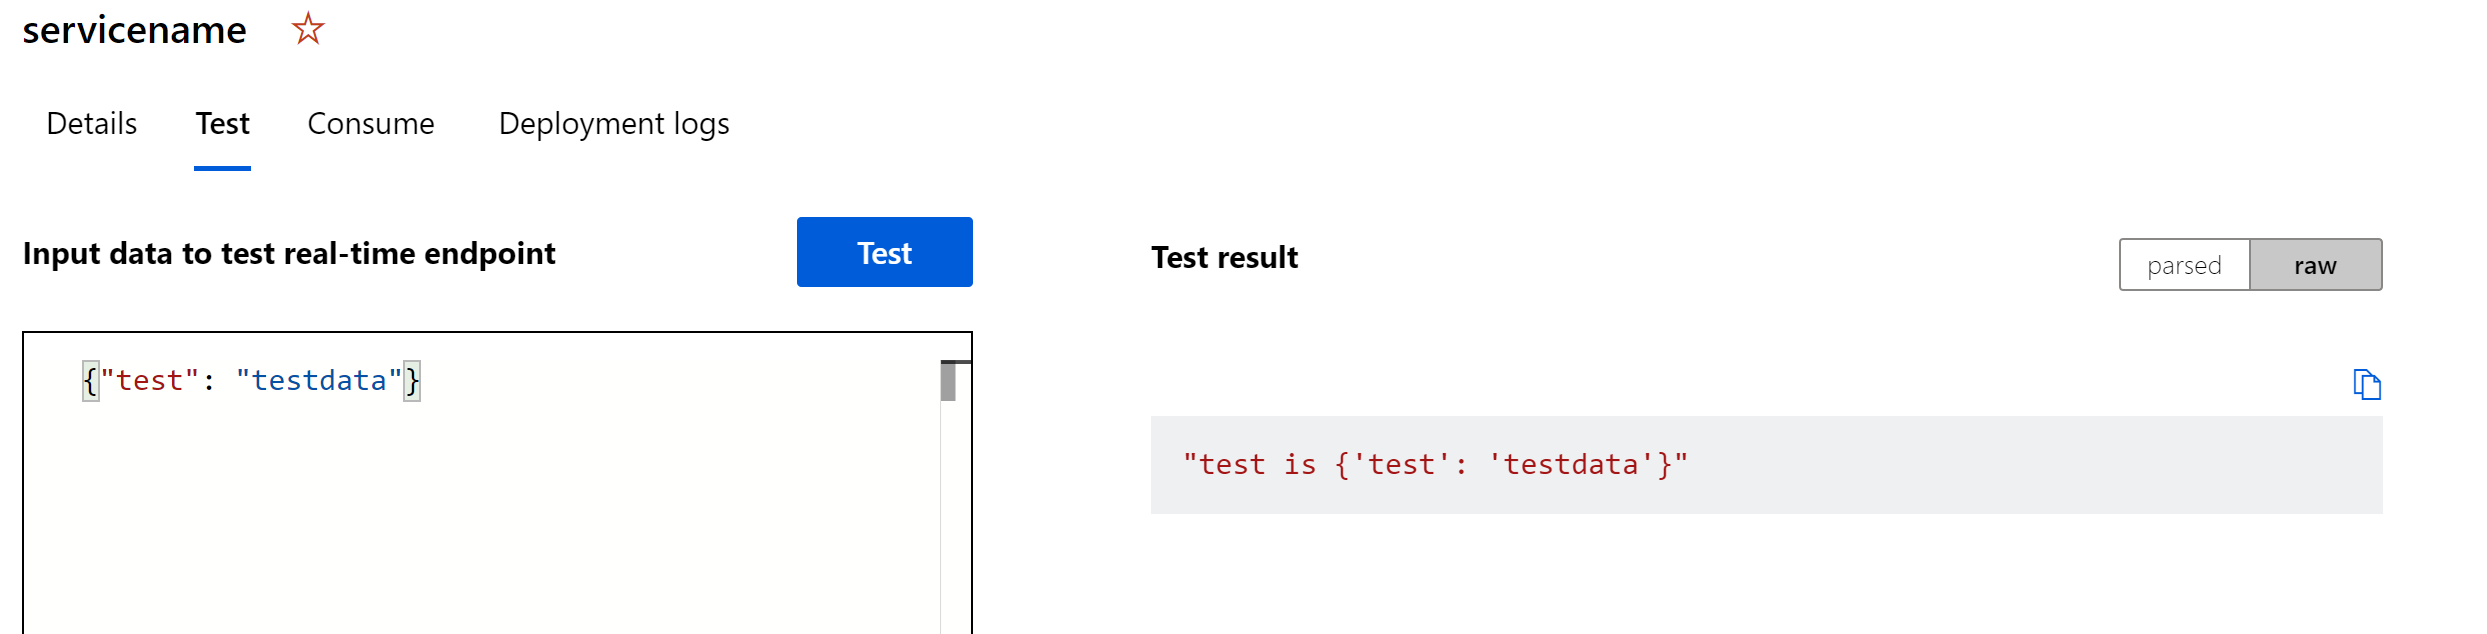 servicename
Details Test Consume Deployment logs
Input data to test real-time endpoint Test
{"test": "testdata"}
Test result parsed raw
"test is {'test': 'testdata'}"